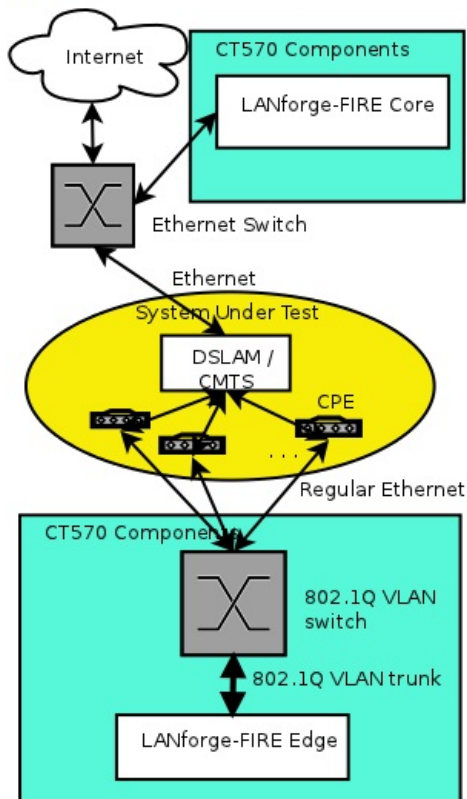 Internet
CT570 Components
LANforge-FIRE Core
Ethernet Switch
Ethernet
System Under Test
DSLAM /
CMTS
CPE
. . .
Regular Ethernet
CT570 Components
802.1Q VLAN
switch
802.1Q VLAN trunk
LANforge-FIRE Edge